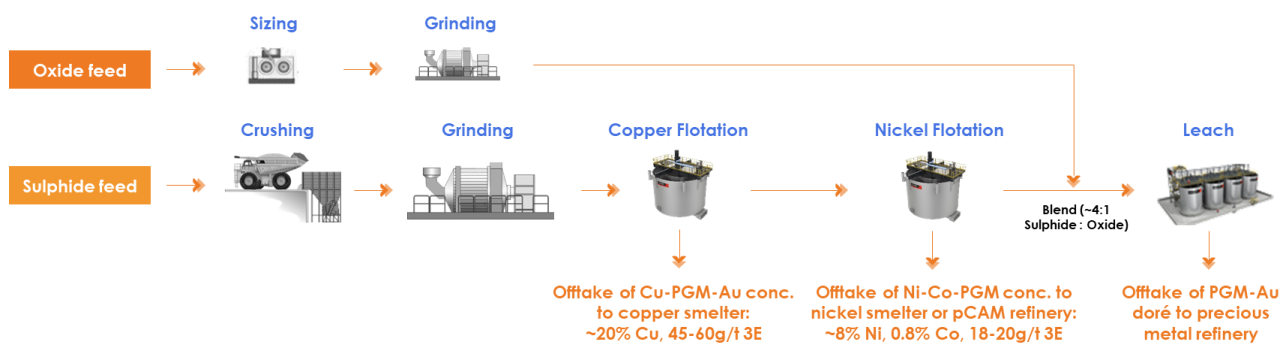 Sizing
Grinding
Oxide feed
Crushing
Grinding
Copper Flotation
Nickel Flotation
Leach
Sulphide feed
Blend (~4:1
Sulphide : Oxide)
Offtake of Cu-PGM-Au conc.
to copper smelter:
~20% Cu, 45-60g/t 3E
Offtake of Ni-Co-PGM conc. to
nickel smelter or pCAM refinery:
~8% Ni, 0.8% Co, 18-20g/t 3E
Offtake of PGM-Au
doré to precious
metal refinery